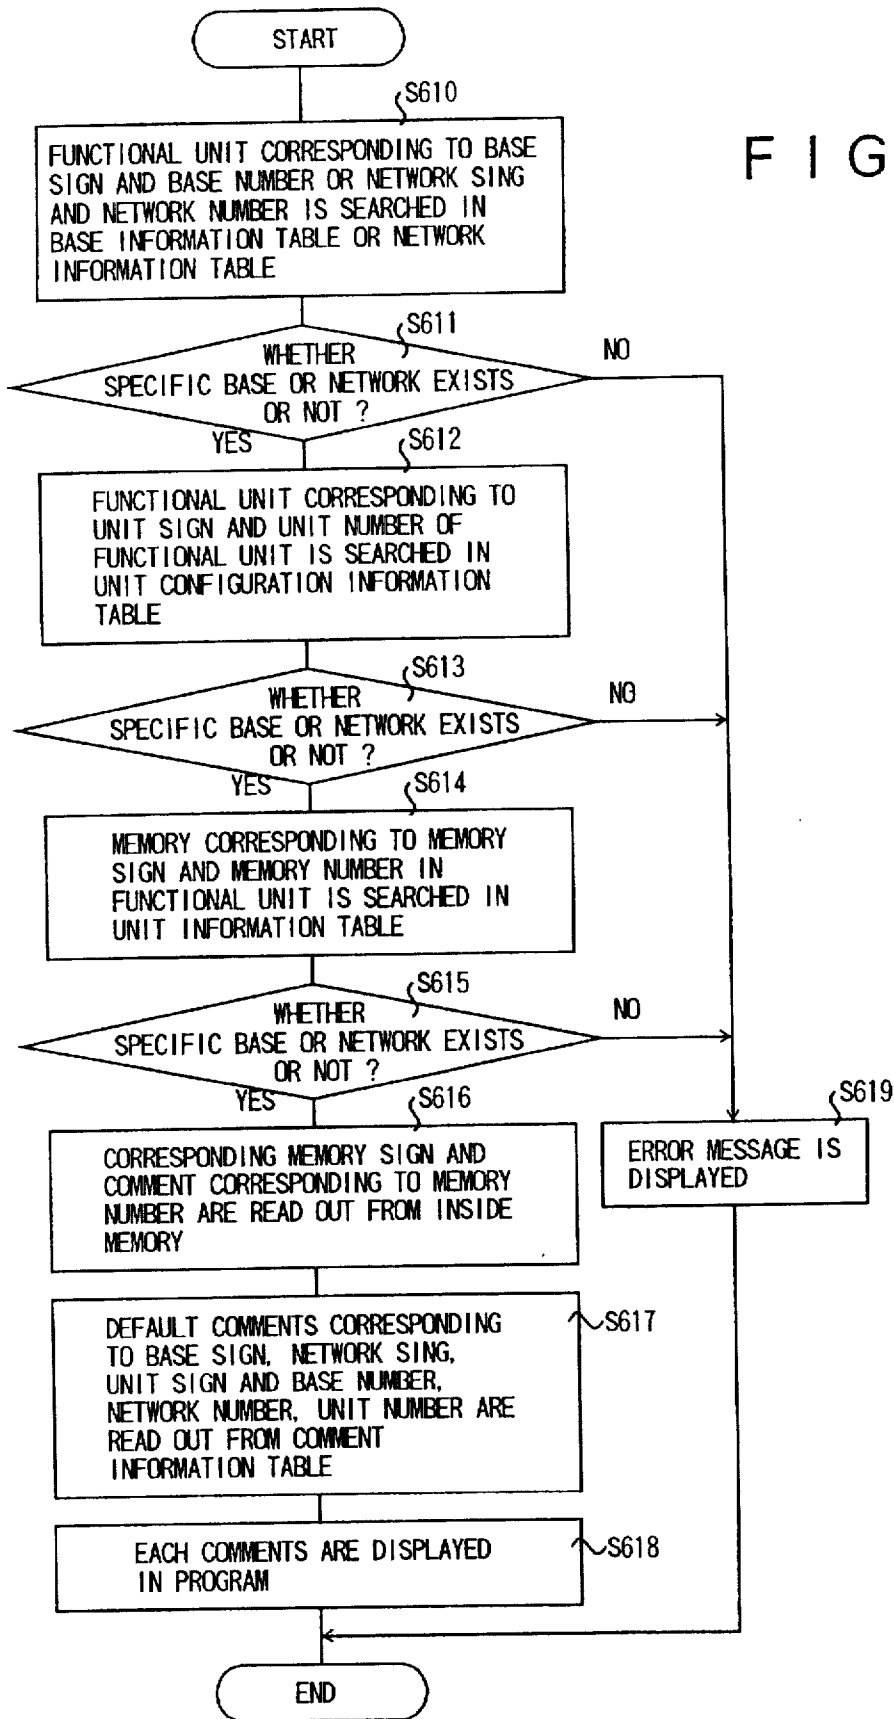 START
S610
FIG
FUNCTIONAL UNIT CORRESPONDING TO BASE
SIGN AND BASE NUMBER OR NETWORK SING
AND NETWORK NUMBER IS SEARCHED IN
BASE INFORMATION TABLE OR NETWORK
INFORMATION TABLE
S611
NO
WHETHER
SPECIFIC BASE OR NETWORK EXISTS
OR NOT ?
YES
S612
FUNCTIONAL UNIT CORRESPONDING TO
UNIT SIGN AND UNIT NUMBER OF
FUNCTIONAL UNIT IS SEARCHED IN
UNIT CONFIGURATION INFORMATION
TABLE
S613
NO
WHETHER
SPECIFIC BASE OR NETWORK EXISTS
OR NOT ?
YES
S614
MEMORY CORRESPONDING TO MEMORY
SIGN AND MEMORY NUMBER IN
FUNCTIONAL UNIT IS SEARCHED IN
UNIT INFORMATION TABLE
S615
NO
WHETHER
SPECIFIC BASE OR NETWORK EXISTS
OR NOT ?
YES
S616
S619
CORRESPONDING MEMORY SIGN AND
COMMENT CORRESPONDING TO MEMORY
NUMBER ARE READ OUT FROM INSIDE
MEMORY
ERROR MESSAGE IS
DISPLAYED
S617
DEFAULT COMMENTS CORRESPONDING
TO BASE SIGN, NETWORK SING,
UNIT SIGN AND BASE NUMBER,
NETWORK NUMBER, UNIT NUMBER ARE
READ OUT FROM COMMENT
INFORMATION TABLE
S618
EACH COMMENTS ARE DISPLAYED
IN PROGRAM
END